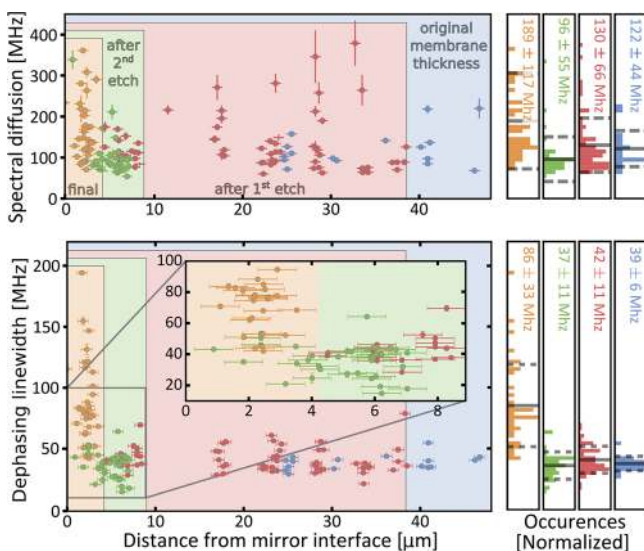 Spectral diffusion [MHz]
400
300
200
100
0
after
2nd
etch
original
membrane
thickness
final
after 1st etch
0
10
20
30
40
189 ± 117 MHz
96 ± 55 Mhz
130 ± 66 Mhz
122 ± 44 Mhz
Dephasing linewidth [MHz]
200
150
100
50
0
100
80
60
40
20
0
2
4
6
8
0
10
20
30
40
Distance from mirror interface [μm]
86 ± 33 MHz
37 ± 11 Mhz
42 ± 11 Mhz
39 ± 6 Mhz
Occurences
[Normalized]